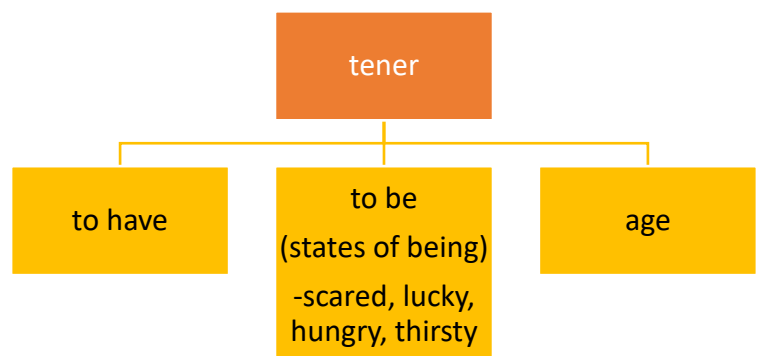 tener
to have
to be
(states of being)
-scared, lucky,
hungry, thirsty
age